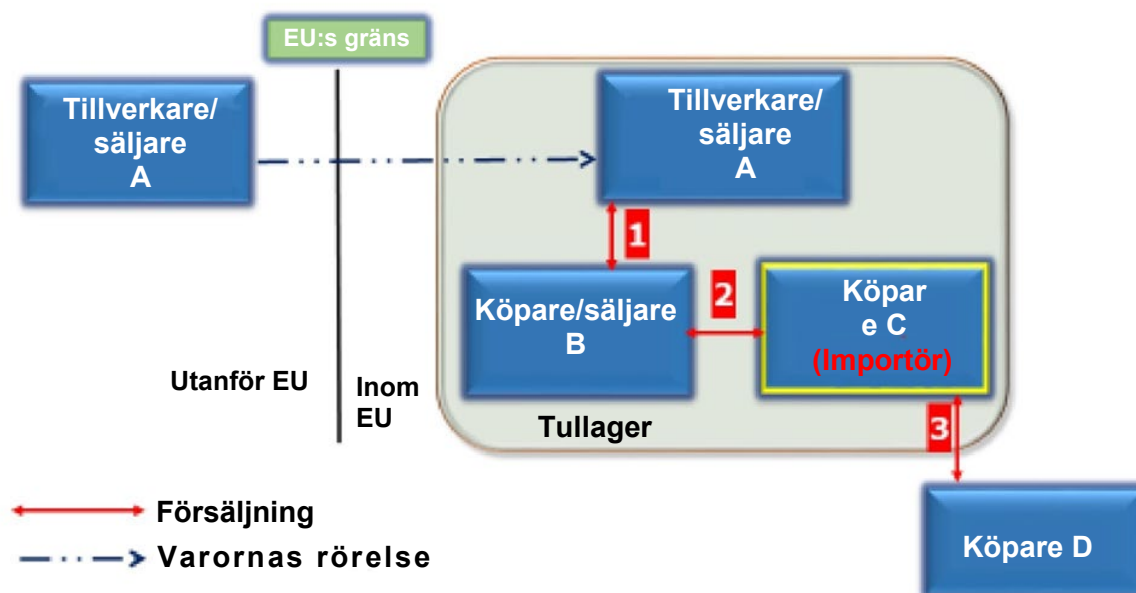 EU:s gräns
Tillverkare/
säljare
A
Tillverkare/
säljare
A
1
Köpare/säljare
B
2
Köpar
e C
(Importör)
Utanför EU
Inom
EU
Tullager
3
Försäljning
Varornas rörelse
Köpare D